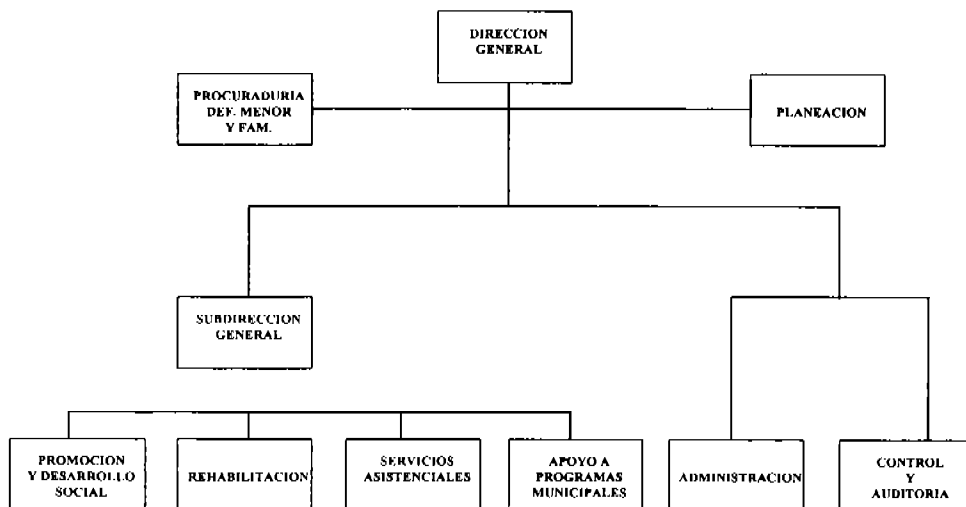 DIRECCION
GENERAL
PROCURADURIA
DEF. MENOR
Y FAM.
PLANEACION
SUBDIRECCION
GENERAL
PROMOCION
Y DESARROLLO
SOCIAL
REHABILITACION
SERVICIOS
ASISTENCIALES
APOYO A
PROGRAMAS
MUNICIPALES
ADMINISTRACION
CONTROL
Y
AUDITORIA